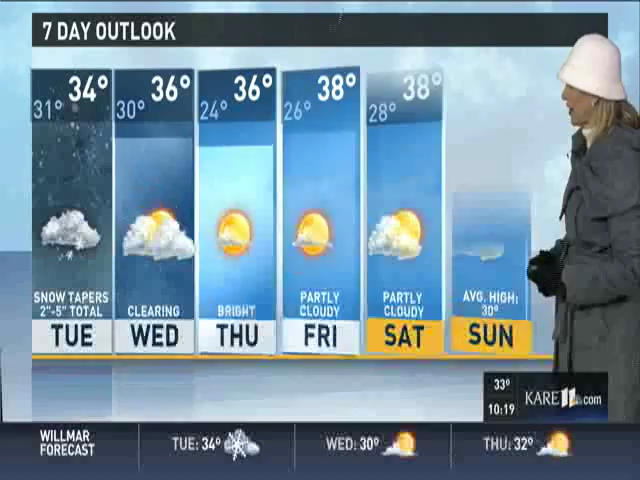 7 DAY OUTLOOK
34°
31°
36°
30°
36°
24°
38°
26°
38°
28°
SNOW TAPERS
2"-5" TOTAL
CLEARING
BRIGHT
PARTLY
CLOUDY
PARTLY
CLOUDY
AVG. HIGH:
30°
TUE
WED
THU
FRI
SAT
SUN
33°
10:19
KARE11.com
WILLMAR
FORECAST
TUE: 34°
WED: 30°
THU: 32°